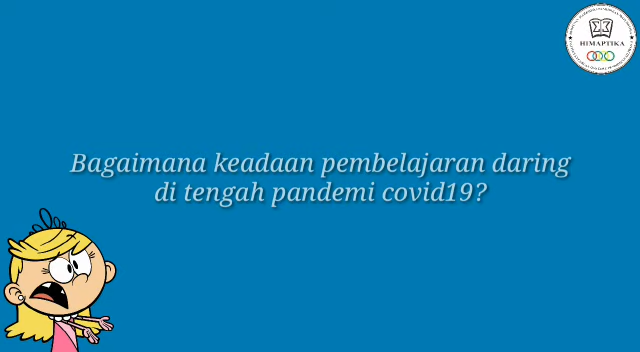 HIMAPTIKA
Bagaimana keadaan pembelajaran daring
di tengah pandemi covid19?